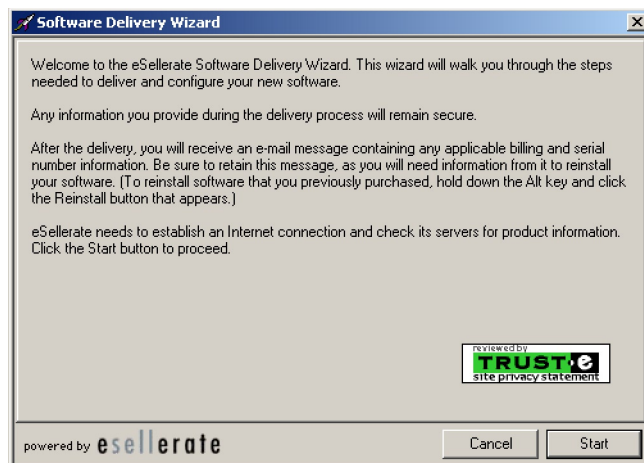 Software Delivery Wizard
Welcome to the eSellerate Software Delivery Wizard. This wizard will walk you through the steps
needed to deliver and configure your new software.
Any information you provide during the delivery process will remain secure.
After the delivery, you will receive an e-mail message containing any applicable billing and serial
number information. Be sure to retain this message, as you will need information from it to reinstall
your software. (To reinstall software that you previously purchased, hold down the Alt key and click
the Reinstall button that appears.)
eSellerate needs to establish an Internet connection and check its servers for product information.
Click the Start button to proceed.
reviewed by
TRUST·e
site privacy statement
powered by esellerate
Cancel
Start